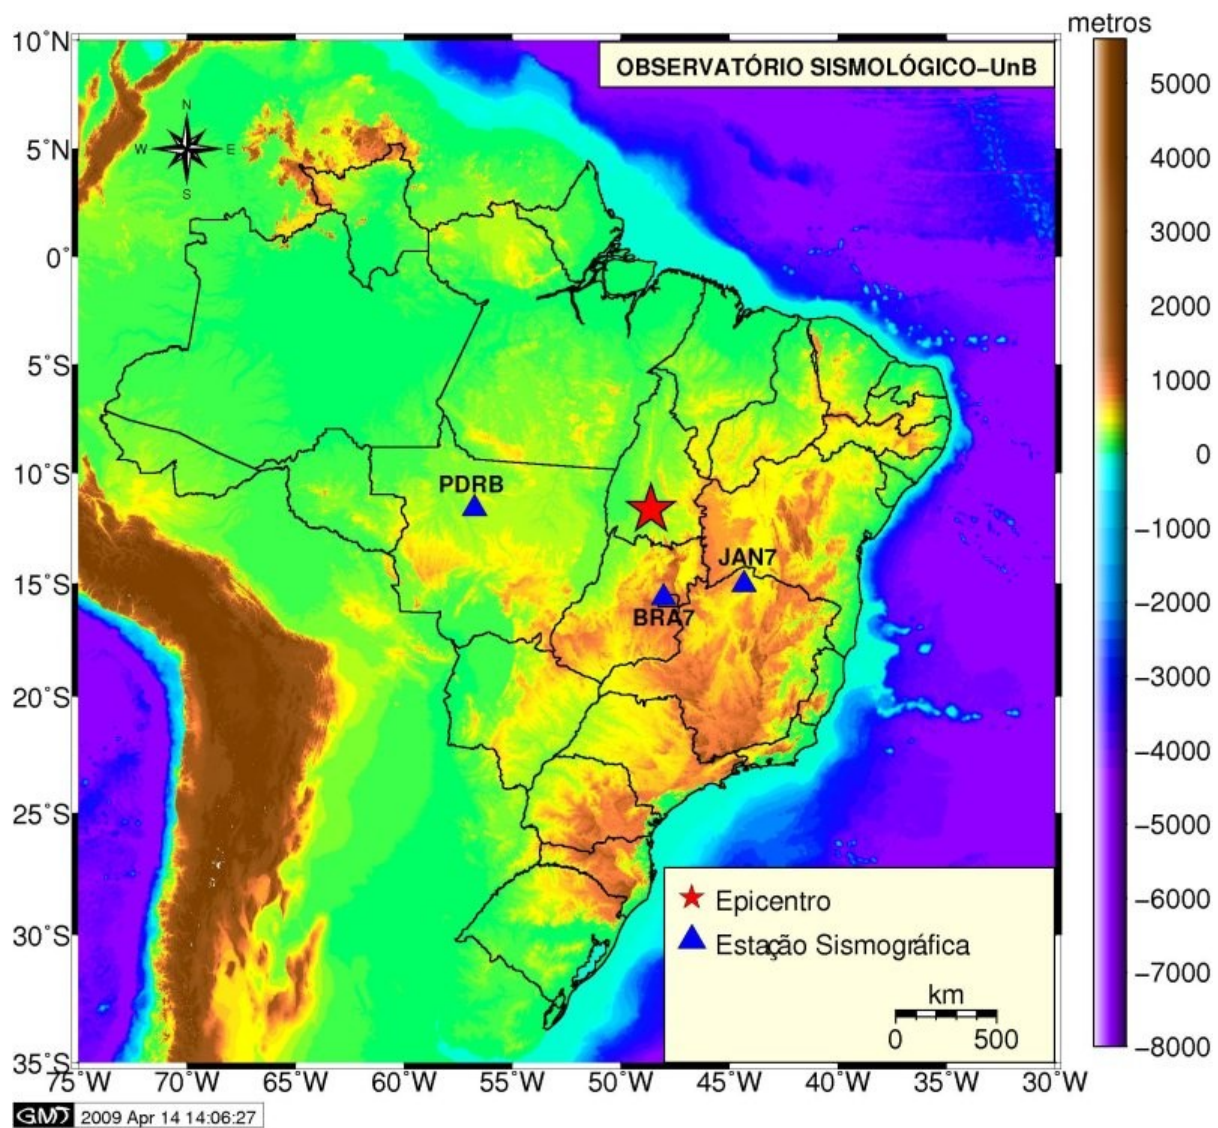 metros
OBSERVATÓRIO SISMOLÓGICO-UnB
10°N
5°N
0°
5°S
10°S
15°S
20°S
25°S
30°S
35°S
N
W E
S
PDRB
JAN7
BRA7
Epicentro
Estação Sismográfica
km
0 500
75°W 70°W 65°W 60°W 55°W 50°W 45°W 40°W 35°W 30°W
5000
4000
3000
2000
1000
0
-1000
-2000
-3000
-4000
-5000
-6000
-7000
-8000
GMT 2009 Apr 14 14:06:27